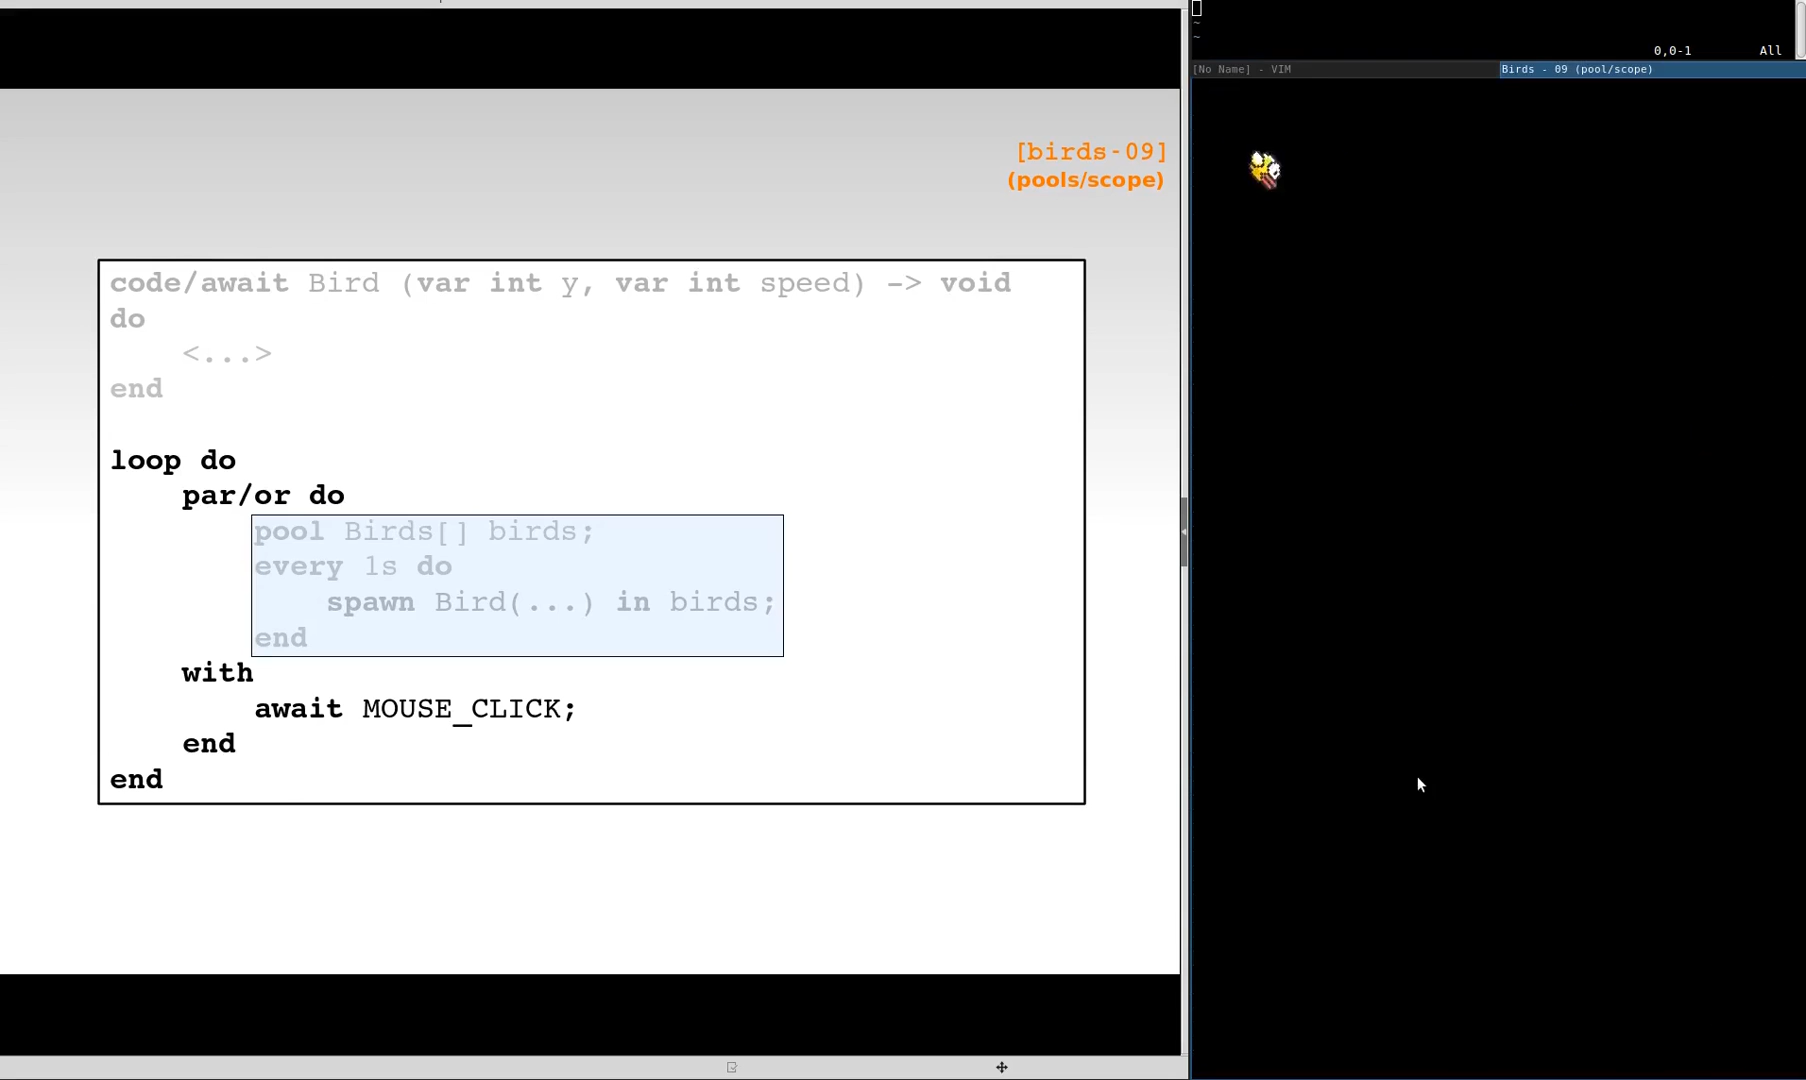 [birds-09]
(pools/scope)
code/await Bird (var int y, var int speed) -> void
do
<...>
end
loop do
par/or do
pool Birds[] birds;
every 1s do
spawn Bird(...) in birds;
end
with
await MOUSE_CLICK;
end
end
~
~
0,0-1 All
[No Name] - VIM
Birds - 09 (pool/scope)